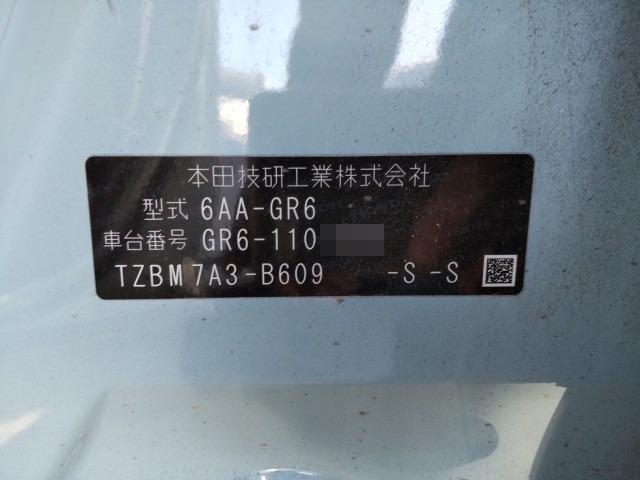 本田技研工業株式会社
型式 6AA-GR6
車台番号 GR6-110
TZBM7A3-B609 -S -S